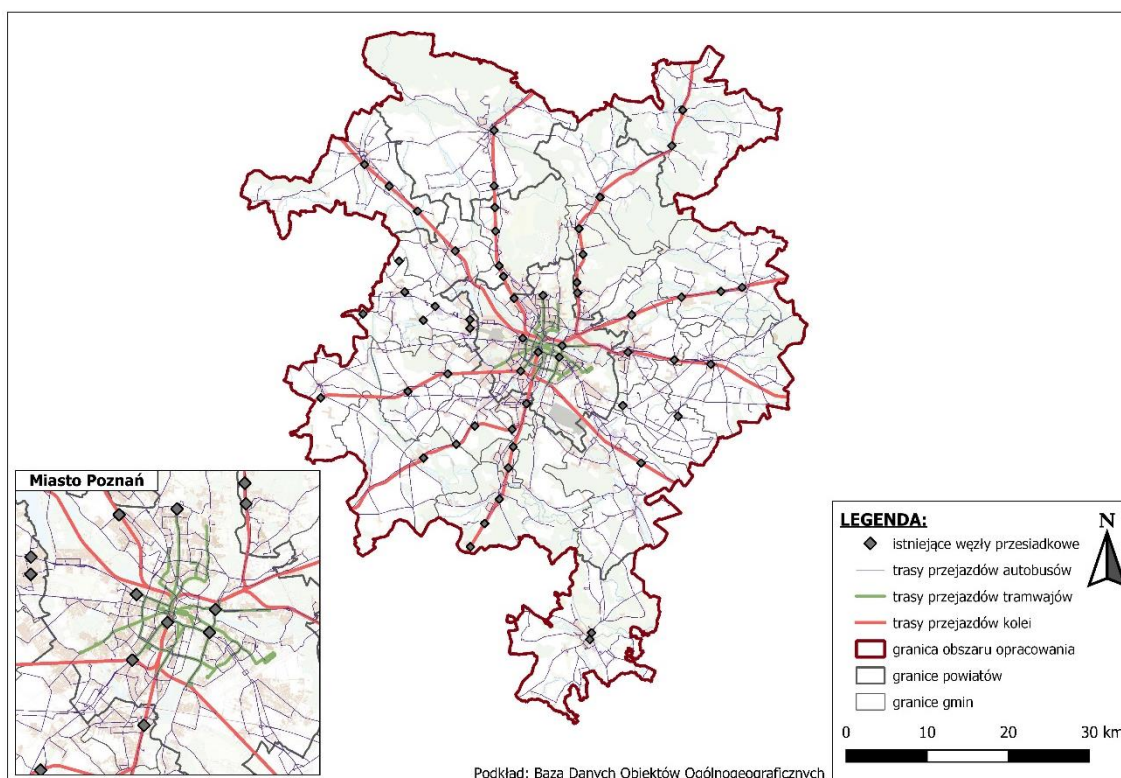 Miasto Poznań
LEGENDA:
N
istniejące węzły przesiadkowe
trasy przejazdów autobusów
trasy przejazdów tramwajów
trasy przejazdów kolei
granica obszaru opracowania
granice powiatów
granice gmin
0 10 20 30 km
Podkład: Baza Danych Obiektów Ogólnogeograficznych